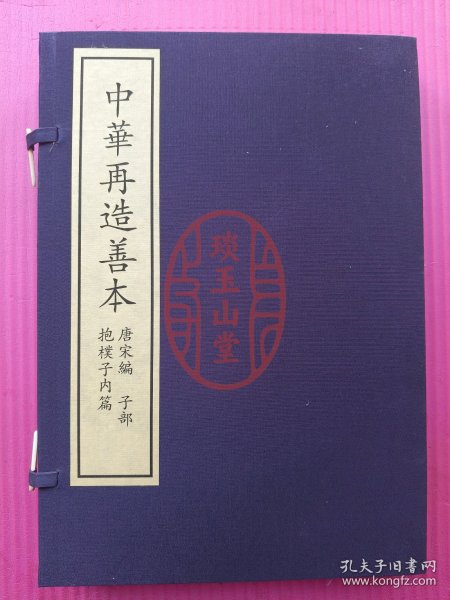 中華再造善本
唐宋編 子部
抱樸子内篇
琰玉山堂
孔夫子旧书网
www.kongfz.com